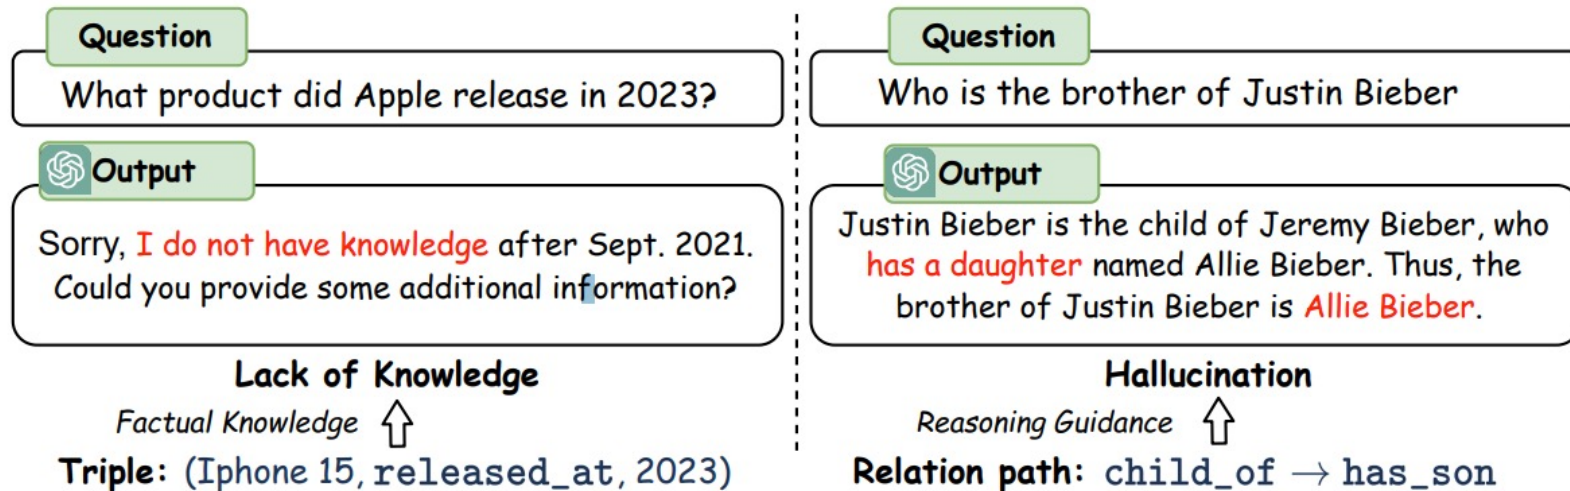 Question
What product did Apple release in 2023?
Output
Sorry, I do not have knowledge after Sept. 2021.
Could you provide some additional information?
Lack of Knowledge
Factual Knowledge
Triple: (Iphone 15, released_at, 2023)
Question
Who is the brother of Justin Bieber
Output
Justin Bieber is the child of Jeremy Bieber, who
has a daughter named Allie Bieber. Thus, the
brother of Justin Bieber is Allie Bieber.
Hallucination
Reasoning Guidance
Relation path: child_of → has_son